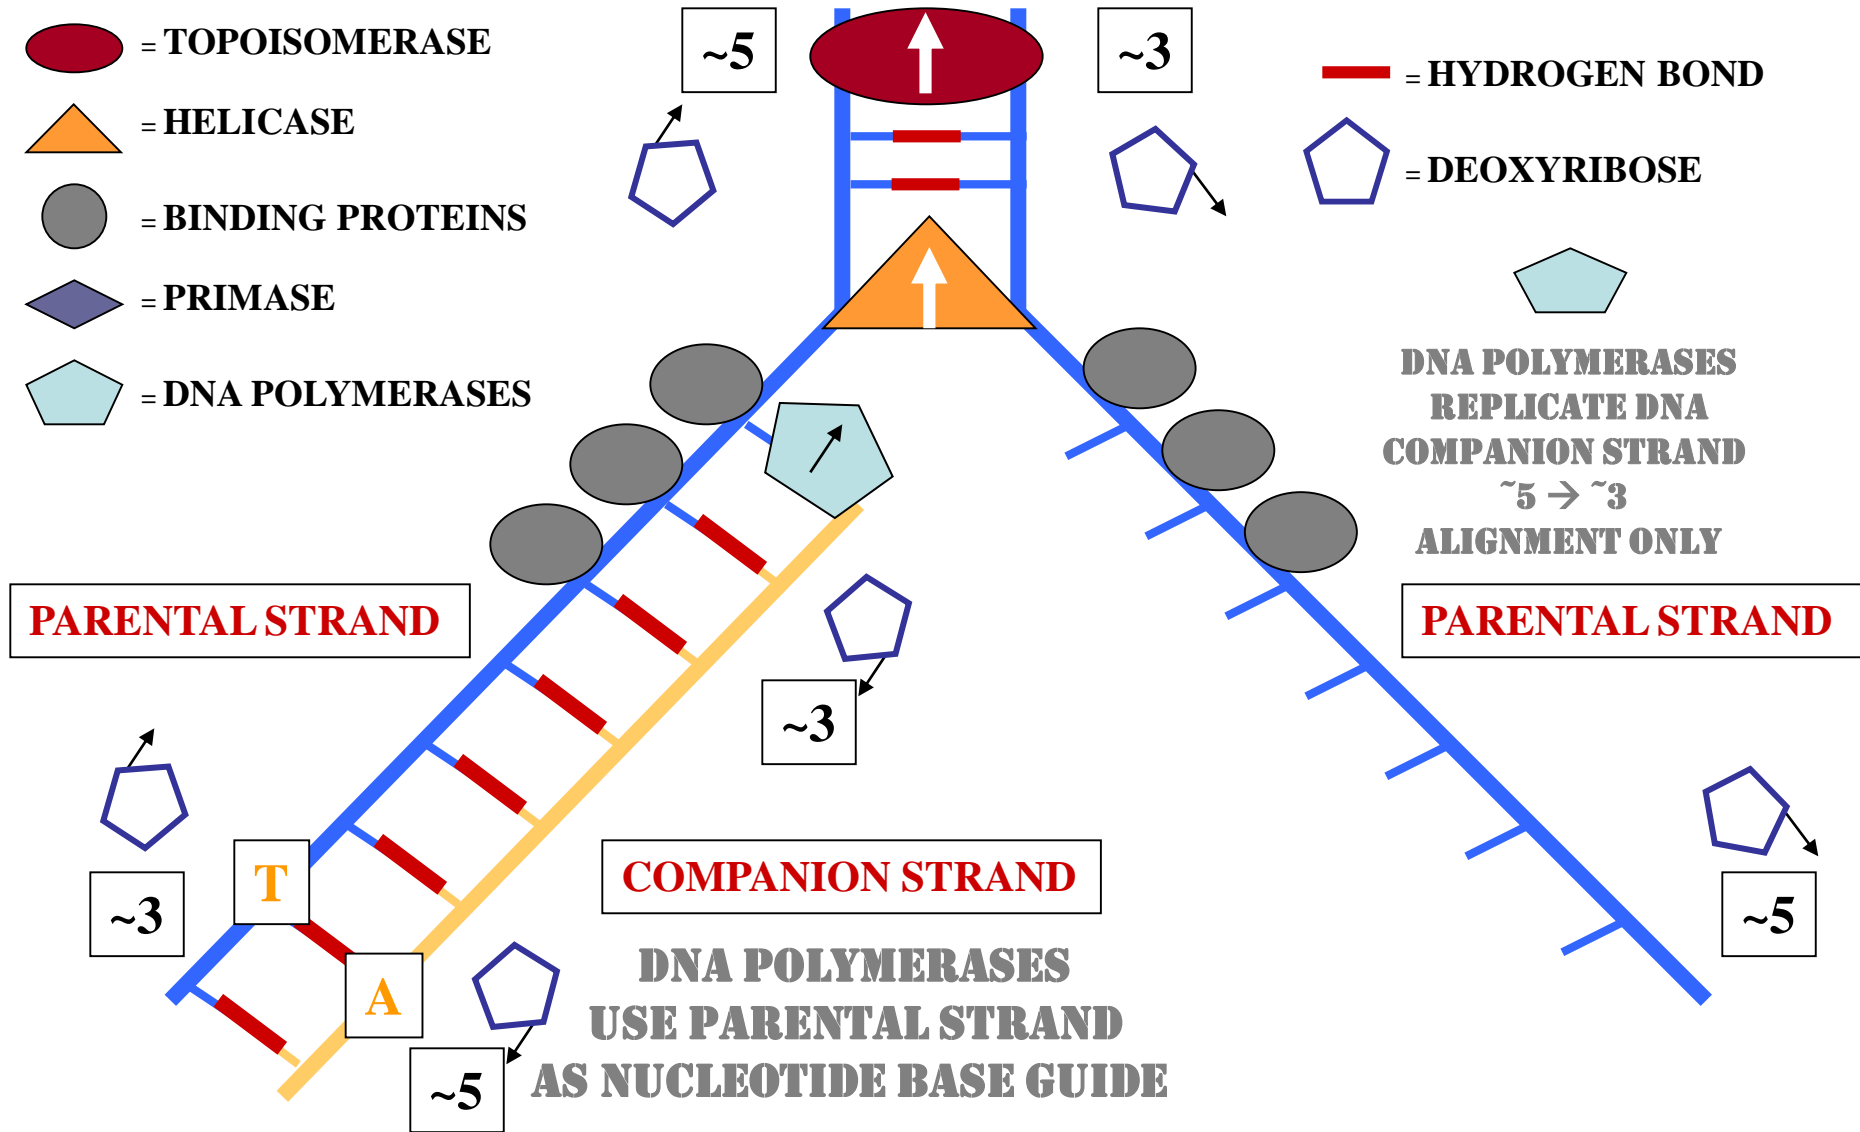 = TOPOISOMERASE
= HELICASE
= BINDING PROTEINS
= PRIMASE
= DNA POLYMERASES
~5
~3
= HYDROGEN BOND
= DEOXYRIBOSE
DNA POLYMERASES
REPLICATE DNA
COMPANION STRAND
~5 → ~3
ALIGNMENT ONLY
PARENTAL STRAND
PARENTAL STRAND
~3
T
A
~3
COMPANION STRAND
~5
~5
DNA POLYMERASES
USE PARENTAL STRAND
AS NUCLEOTIDE BASE GUIDE